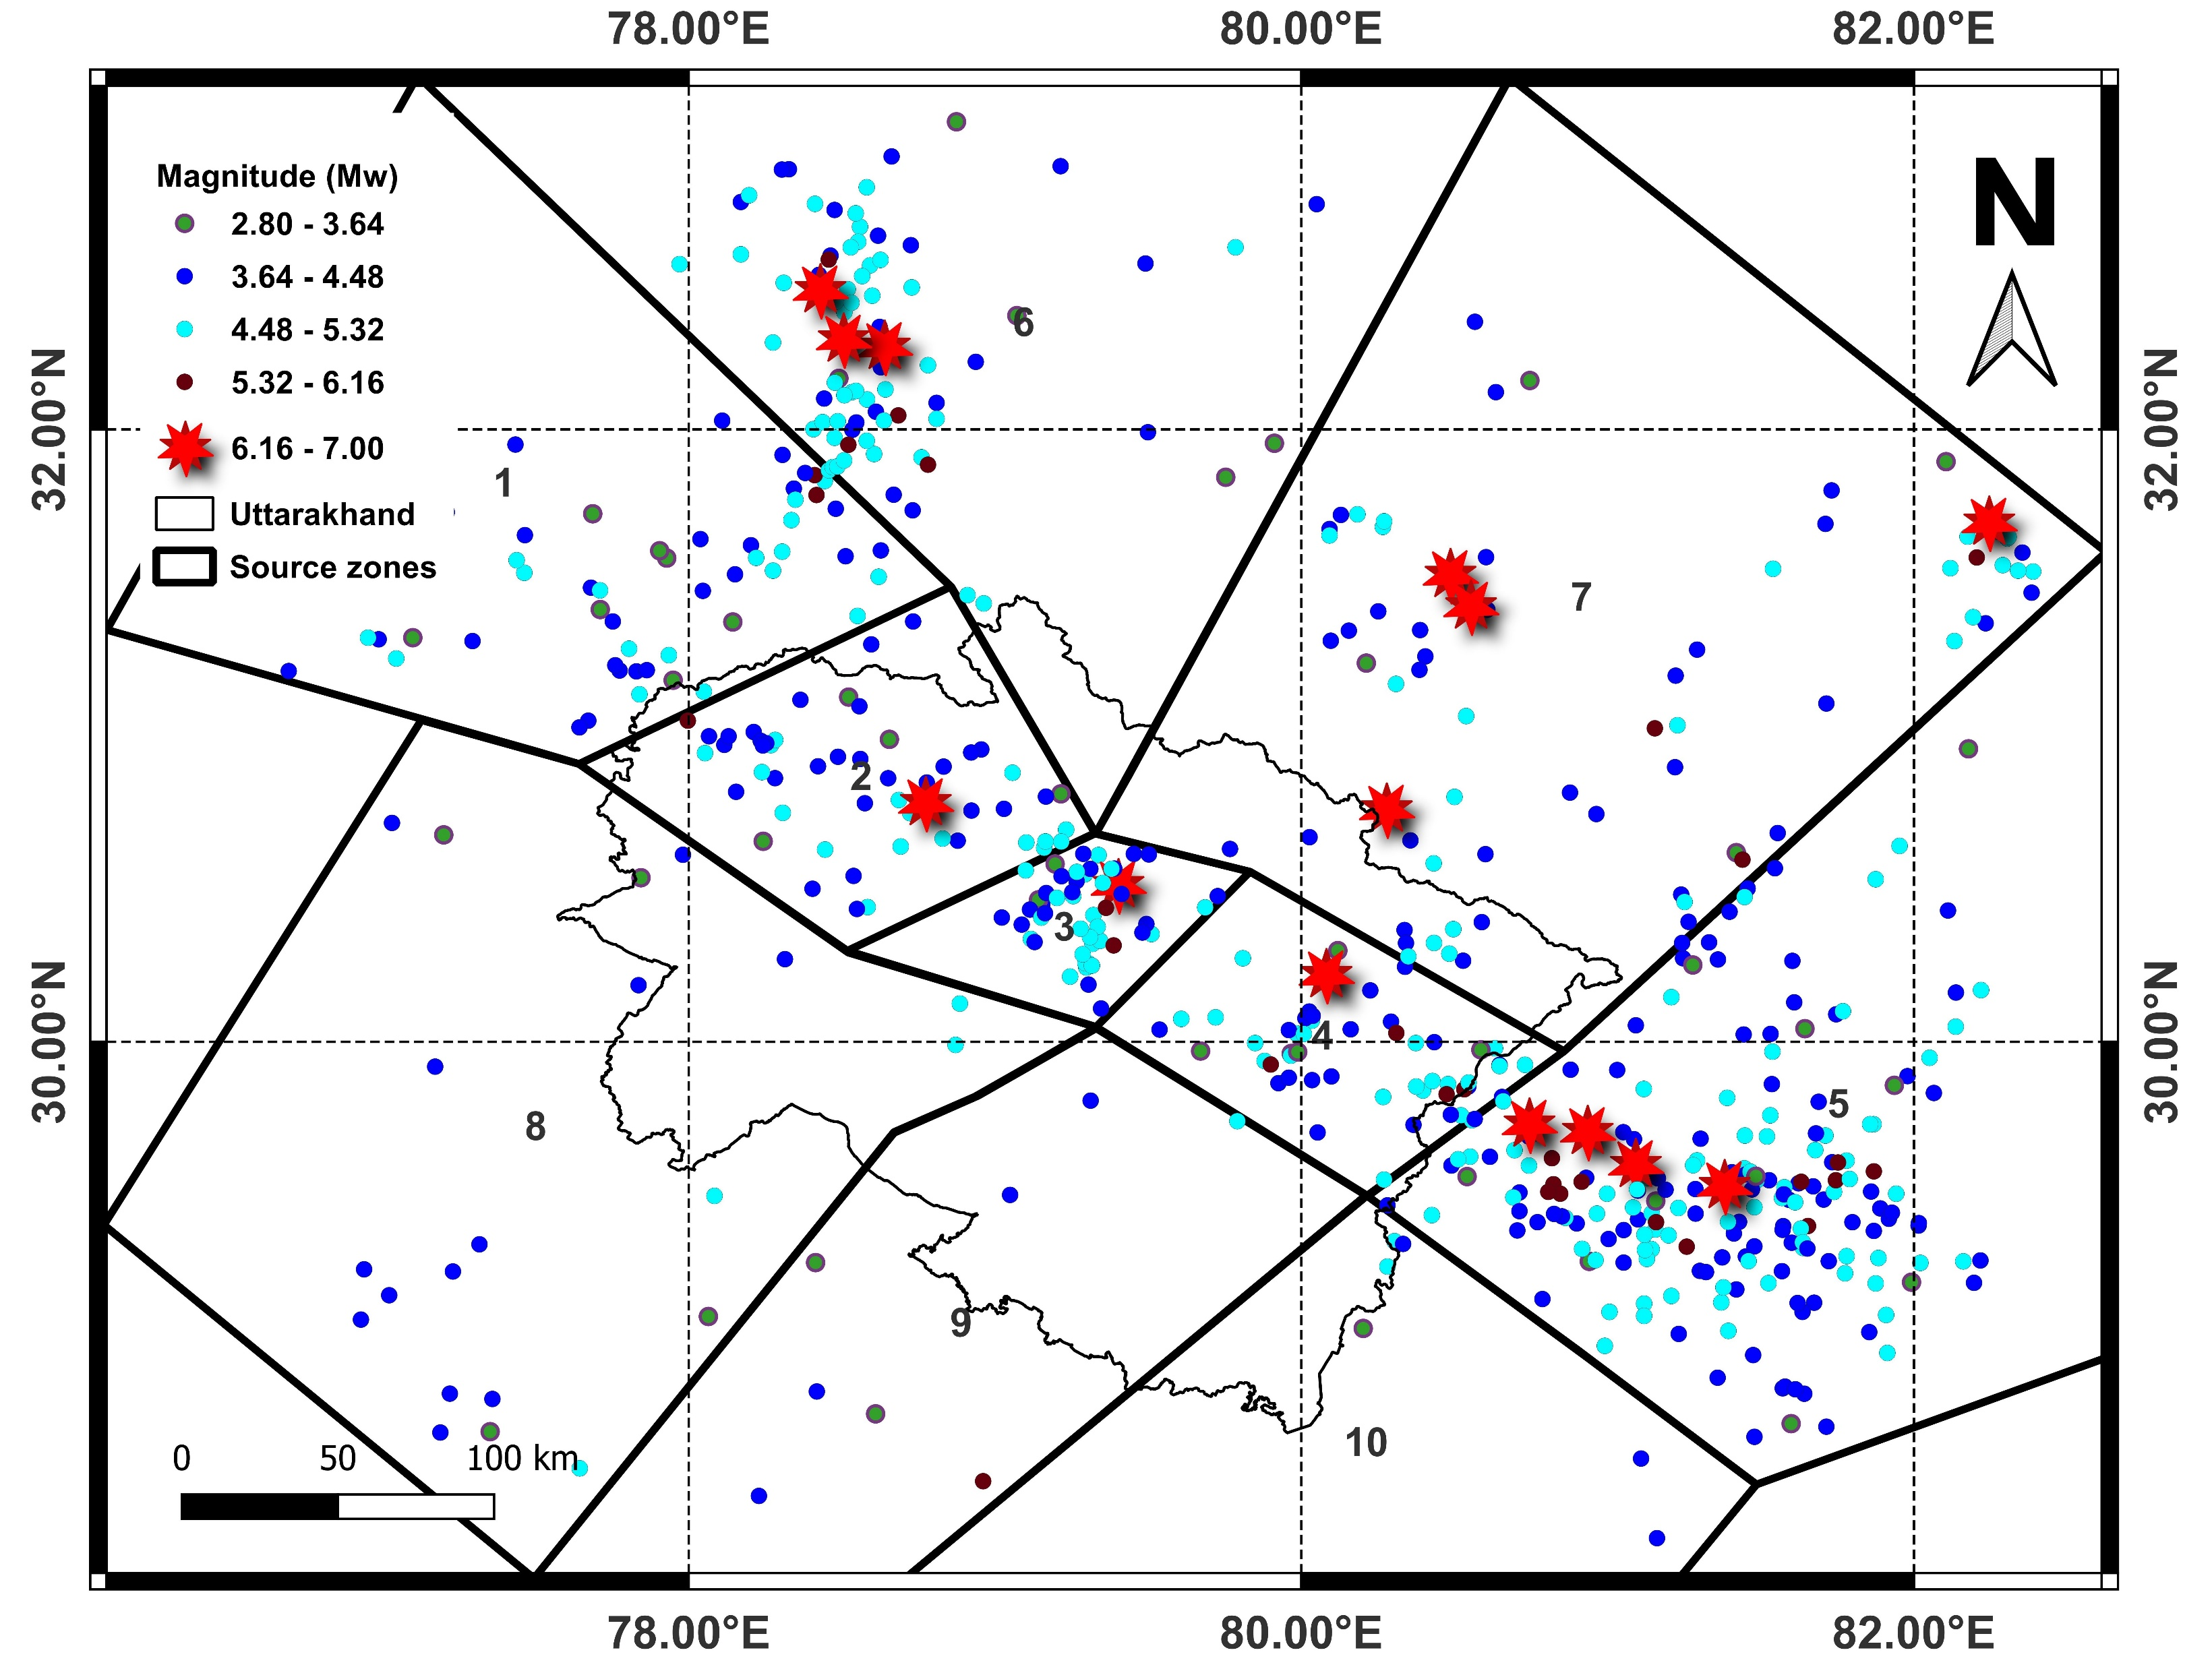 78.00°E 80.00°E 82.00°E
N
Magnitude (Mw)
2.80 - 3.64
3.64 - 4.48
4.48 - 5.32
5.32 - 6.16
6.16 - 7.00
Uttarakhand
Source zones
32.00°N
32.00°N
6
1
7
2
3
4
30.00°N
30.00°N
5
8
9
10
0 50 100 km
78.00°E 80.00°E 82.00°E